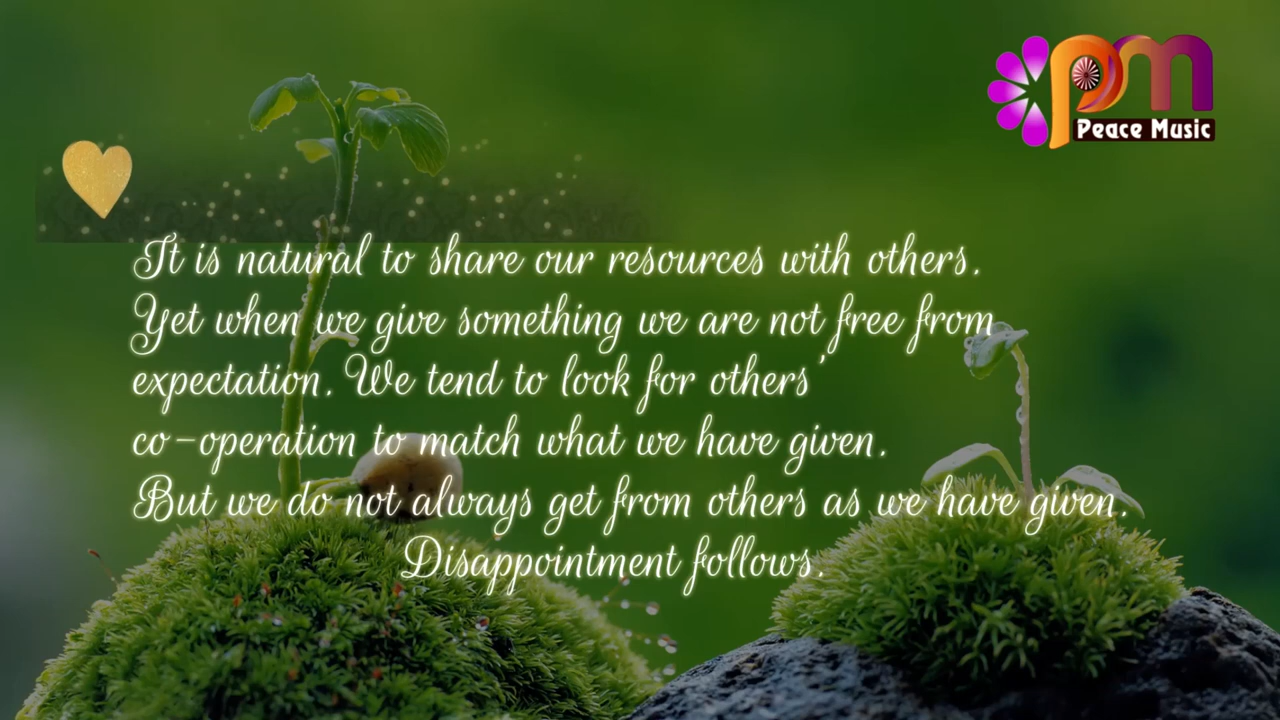 pm
Peace Music
It is natural to share our resources with others.
Yet when we give something we are not free from
expectation. We tend to look for others'
co-operation to match what we have given.
But we do not always get from others as we have given.
Disappointment follows.